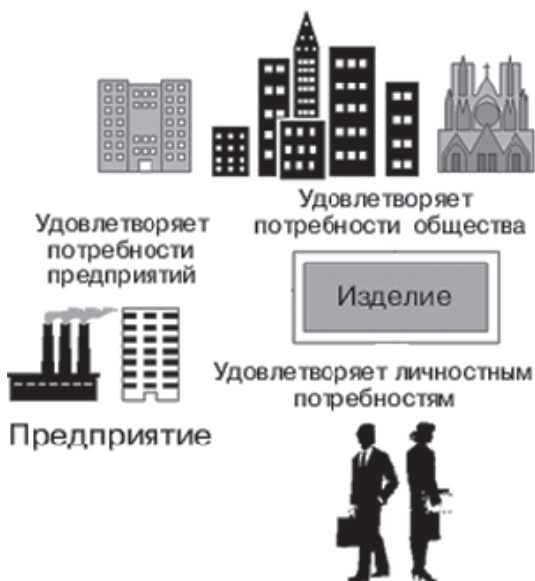 Удовлетворяет
потребности общества
Удовлетворяет
потребности
предприятий
Изделие
Удовлетворяет личностным
потребностям
Предприятие